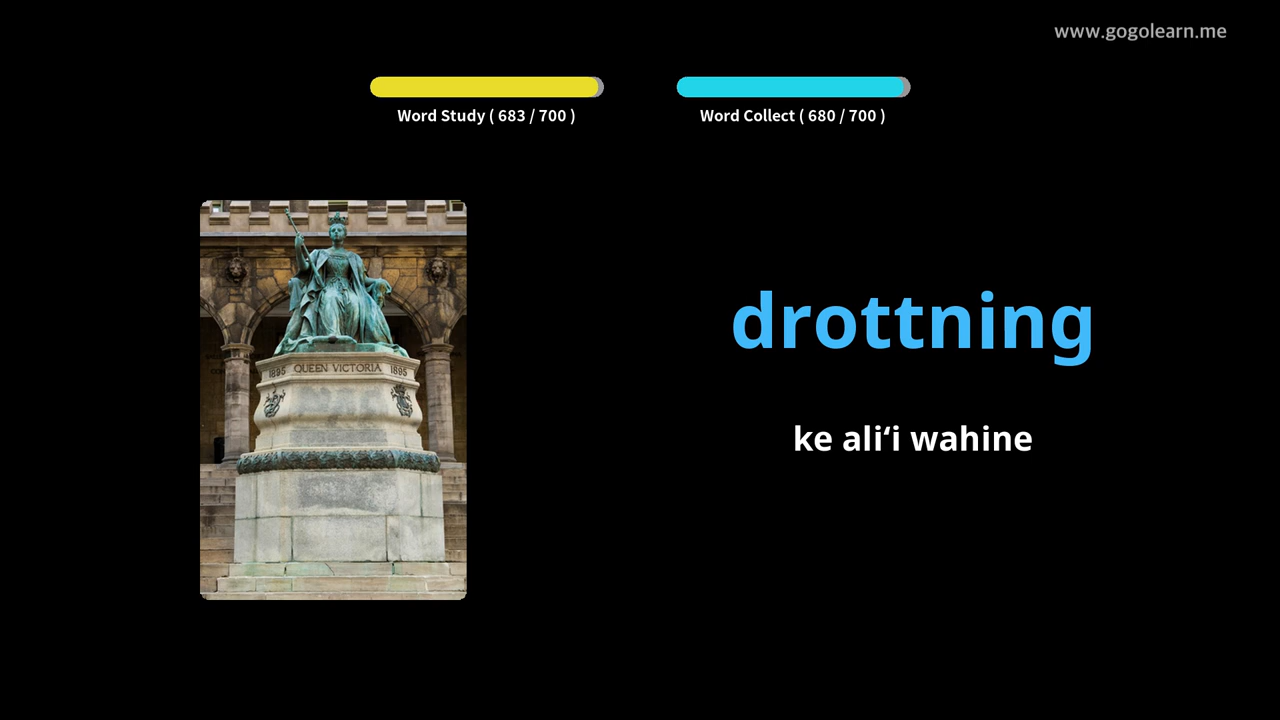 www.gogolearn.me
Word Study ( 683 / 700 )
Word Collect ( 680 / 700 )
drottning
ke aliʻi wahine
1895 QUEEN VICTORIA 1895